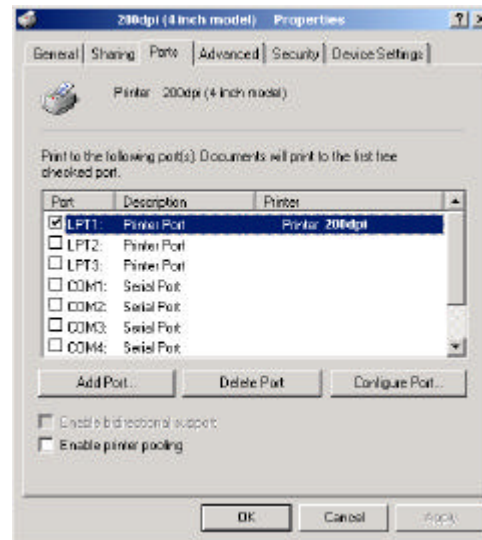 200dpi (4 inch model) Properties
General Sharing Ports Advanced Security Device Settings
Printer 200dpi (4 inch model)
Print to the following port(s). Documents will print to the first free
checked port.
Port Description Printer
LPT1: Printer Port Printer 200dpi
LPT2: Printer Port
LPT3: Printer Port
COM1: Serial Port
COM2: Serial Port
COM3: Serial Port
COM4: Serial Port
Add Port... Delete Port Configure Port...
Enable bidirectional support
Enable printer pooling
OK Cancel Apply